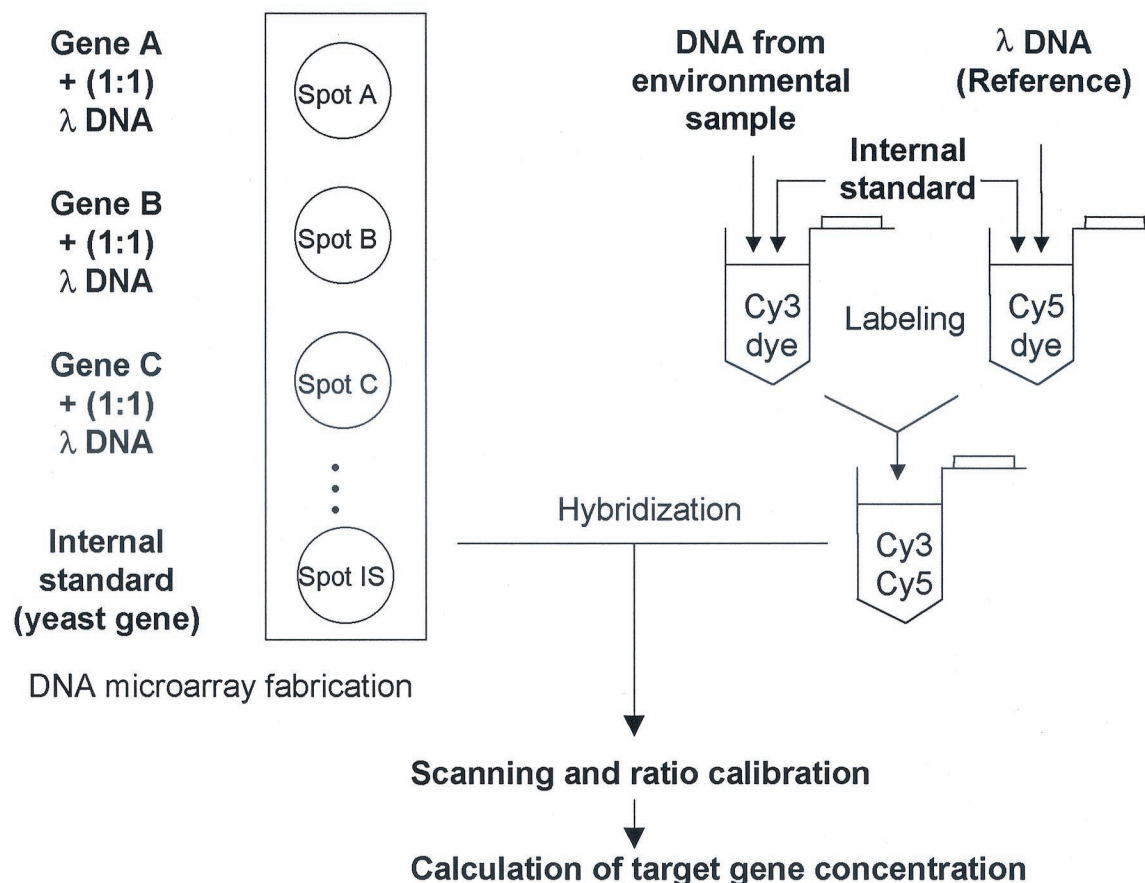 Gene A
+ (1:1)
λ DNA
Spot A
Gene B
+ (1:1)
λ DNA
Spot B
Gene C
+ (1:1)
λ DNA
Spot C
Internal
standard
(yeast gene)
Spot IS
DNA microarray fabrication
DNA from
environmental
sample
λ DNA
(Reference)
Internal
standard
Cy3
dye
Labeling
Cy5
dye
Hybridization
Cy3
Cy5
Scanning and ratio calibration
Calculation of target gene concentration